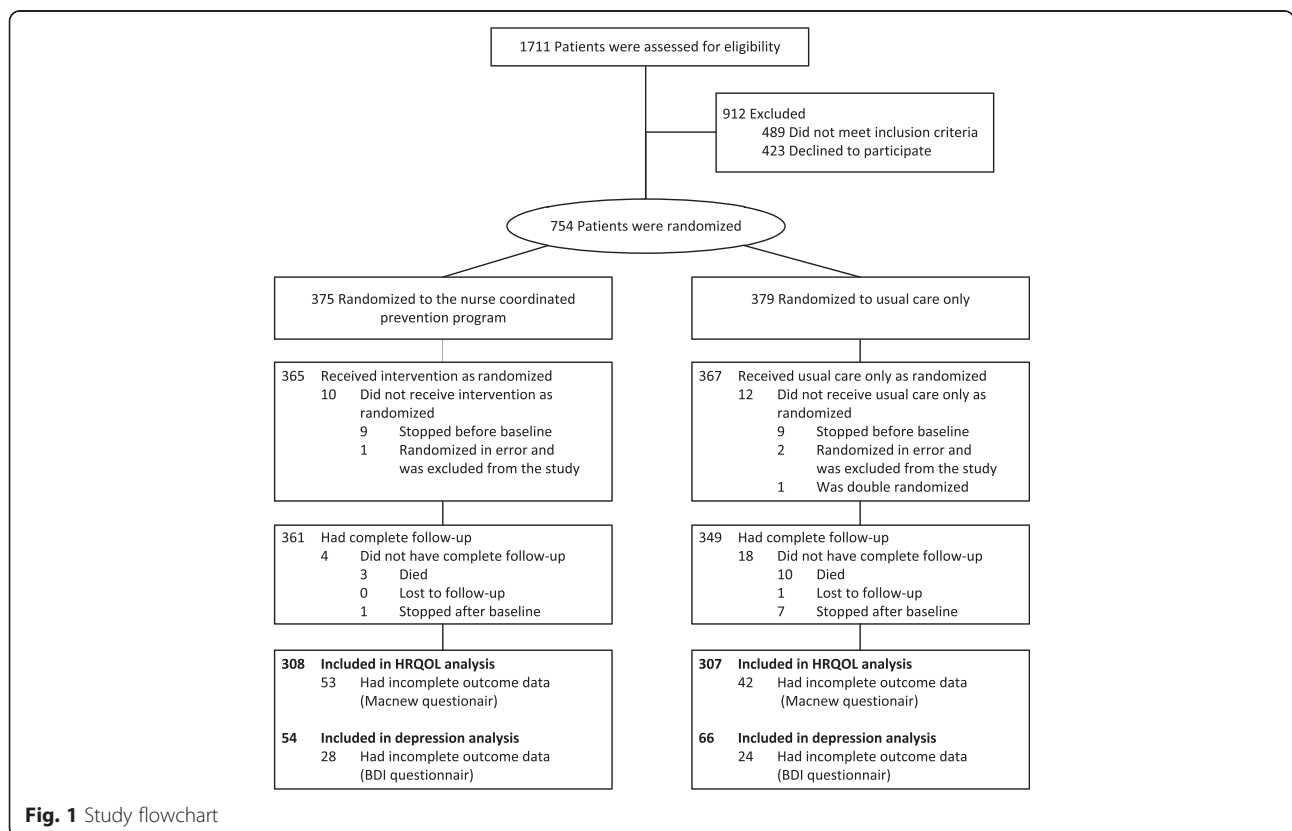 1711 Patients were assessed for eligibility
912 Excluded
489 Did not meet inclusion criteria
423 Declined to participate
754 Patients were randomized
375 Randomized to the nurse coordinated
prevention program
379 Randomized to usual care only
365 Received intervention as randomized
10 Did not receive intervention as
randomized
9 Stopped before baseline
1 Randomized in error and
was excluded from the study
367 Received usual care only as randomized
12 Did not receive usual care only as
randomized
9 Stopped before baseline
2 Randomized in error and
was excluded from the study
1 Was double randomized
361 Had complete follow-up
4 Did not have complete follow-up
3 Died
0 Lost to follow-up
1 Stopped after baseline
349 Had complete follow-up
18 Did not have complete follow-up
10 Died
1 Lost to follow-up
7 Stopped after baseline
308 Included in HRQOL analysis
53 Had incomplete outcome data
(Macnew questionair)
54 Included in depression analysis
28 Had incomplete outcome data
(BDI questionnair)
307 Included in HRQOL analysis
42 Had incomplete outcome data
(Macnew questionair)
66 Included in depression analysis
24 Had incomplete outcome data
(BDI questionnair)
Fig. 1 Study flowchart